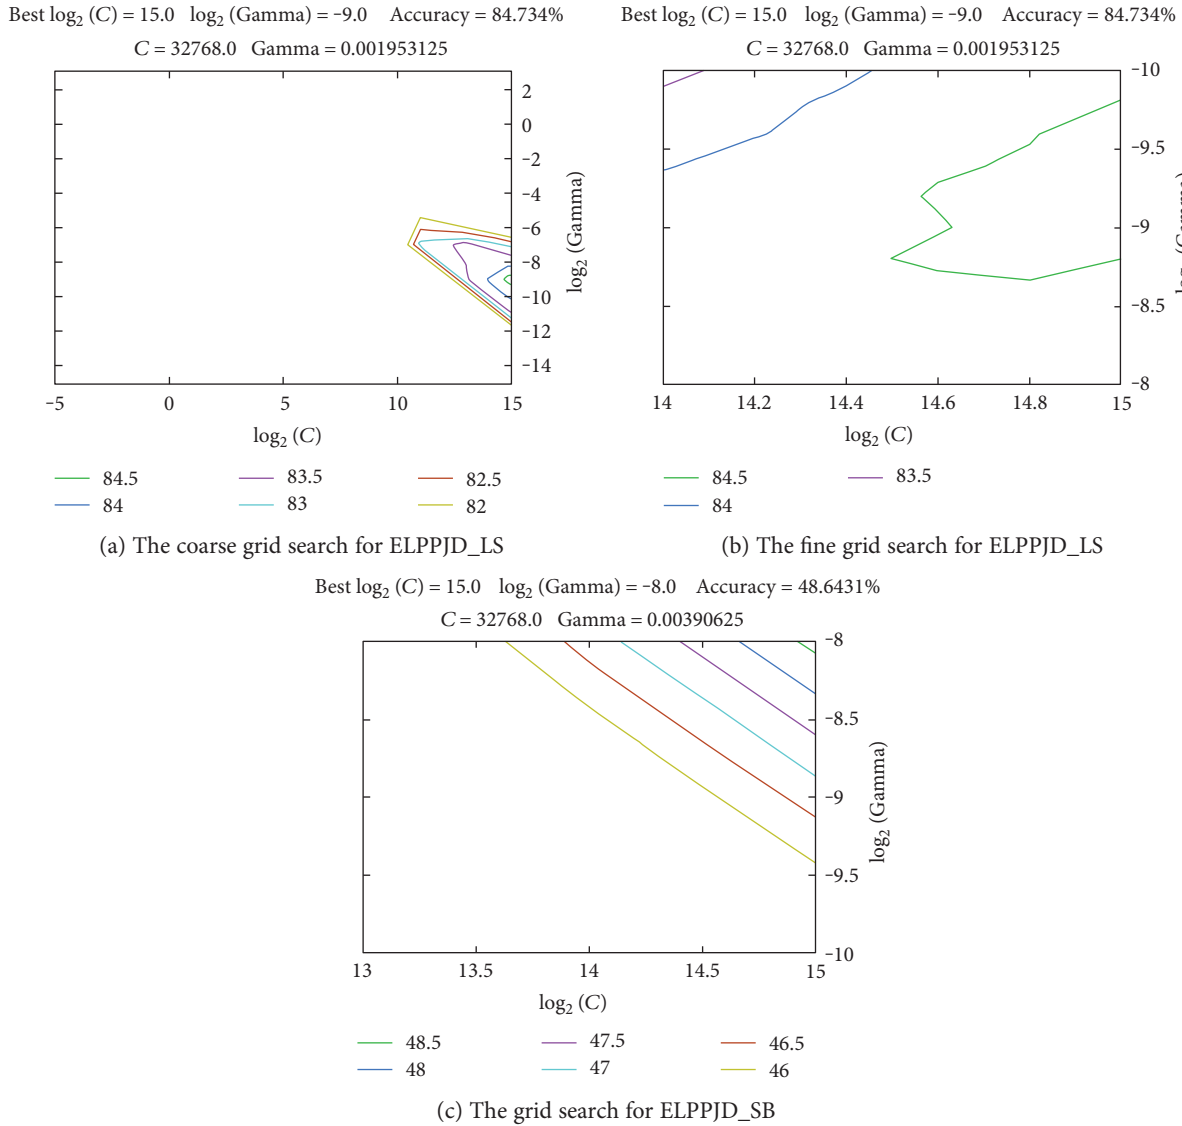 Best log₂ (C) = 15.0 log₂ (Gamma) = −9.0 Accuracy = 84.734%
C = 32768.0 Gamma = 0.001953125
2
0
−2
−4
−6
−8
−10
−12
−14
log₂ (Gamma)
−5 0 5 10 15
log₂ (C)
84.5 83.5 82.5
84 83 82
(a) The coarse grid search for ELPPJD_LS
Best log₂ (C) = 15.0 log₂ (Gamma) = −9.0 Accuracy = 84.734%
C = 32768.0 Gamma = 0.001953125
−10
−9.5
−9
−8.5
−8
log₂ (Gamma)
14 14.2 14.4 14.6 14.8 15
log₂ (C)
84.5 83.5
84
(b) The fine grid search for ELPPJD_LS
Best log₂ (C) = 15.0 log₂ (Gamma) = −8.0 Accuracy = 48.6431%
C = 32768.0 Gamma = 0.00390625
−8
−8.5
−9
−9.5
−10
log₂ (Gamma)
13 13.5 14 14.5 15
log₂ (C)
48.5 47.5 46.5
48 47 46
(c) The grid search for ELPPJD_SB